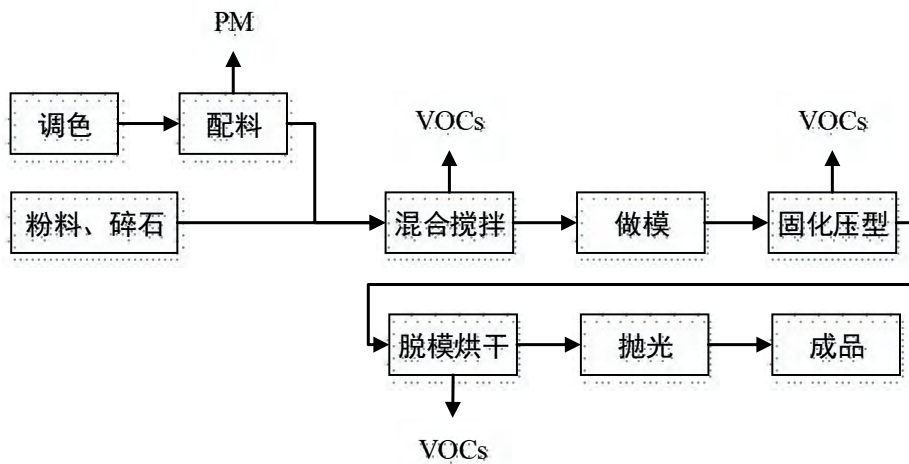 PM
调色
配料
VOCs
VOCs
粉料、碎石
混合搅拌
做模
固化压型
脱模烘干
抛光
成品
VOCs